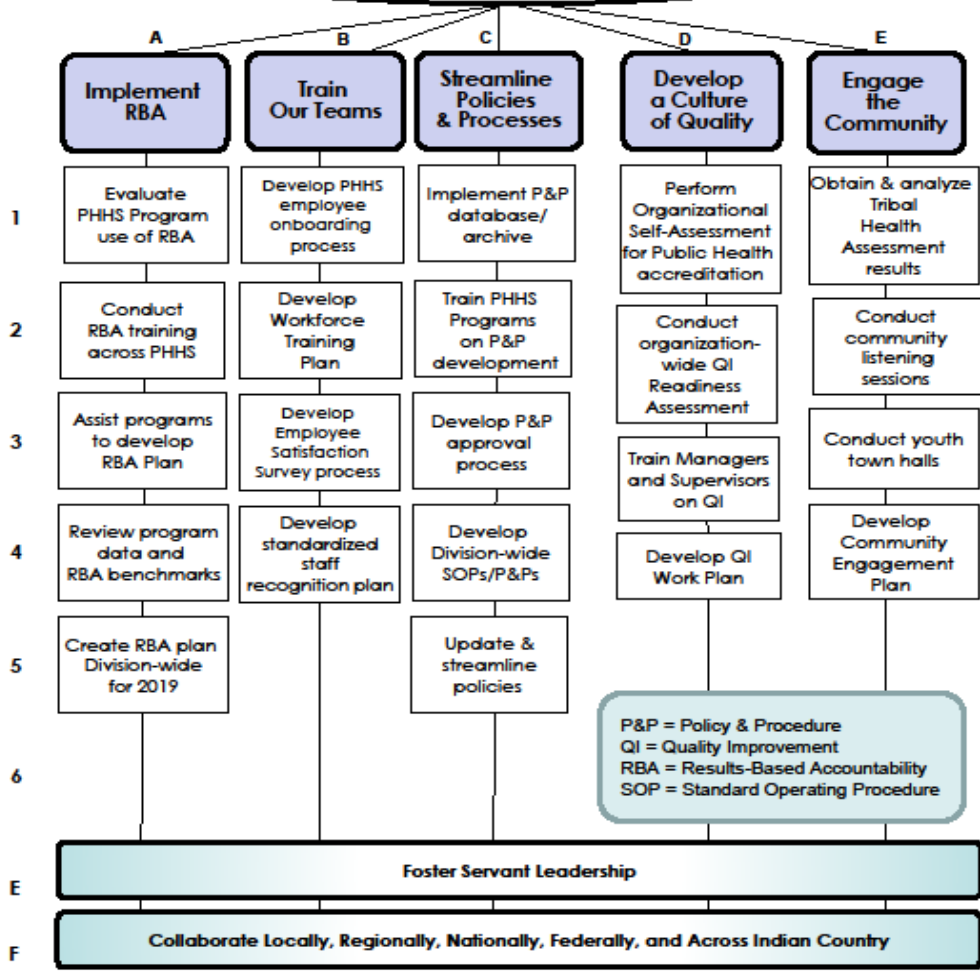 A
B
C
D
E
Implement
RBA
Train
Our Teams
Streamline
Policies
& Processes
Develop
a Culture
of Quality
Engage
the
Community
1
Evaluate
PHHS Program
use of RBA
Develop PHHS
employee
onboarding
process
Implement P&P
database/
archive
Perform
Organizational
Self-Assessment
for Public Health
accreditation
Obtain & analyze
Tribal
Health
Assessment
results
2
Conduct
RBA training
across PHHS
Develop
Workforce
Training
Plan
Train PHHS
Programs
on P&P
development
Conduct
organization-
wide QI
Readiness
Assessment
Conduct
community
listening
sessions
3
Assist programs
to develop
RBA Plan
Develop
Employee
Satisfaction
Survey process
Develop P&P
approval
process
Train Managers
and Supervisors
on QI
Conduct youth
town halls
4
Review program
data and
RBA benchmarks
Develop
standardized
staff
recognition plan
Develop
Division-wide
SOPs/P&Ps
Develop QI
Work Plan
Develop
Community
Engagement
Plan
5
Create RBA plan
Division-wide
for 2019
Update &
streamline
policies
6
P&P = Policy & Procedure
QI = Quality Improvement
RBA = Results-Based Accountability
SOP = Standard Operating Procedure
E
Foster Servant Leadership
F
Collaborate Locally, Regionally, Nationally, Federally, and Across Indian Country